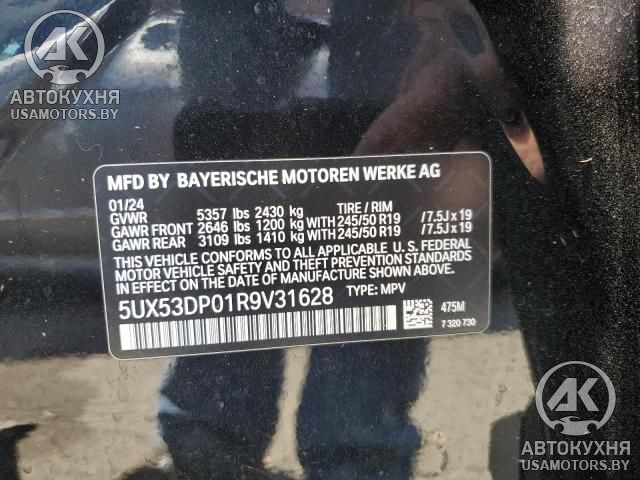 АК
АВТОКУХНЯ
USAMOTORS.BY
MFD BY BAYERISCHE MOTOREN WERKE AG
01/24
GVWR 5357 lbs 2430 kg TIRE / RIM
GAWR FRONT 2646 lbs 1200 kg WITH 245/50 R19 /7.5J x 19
GAWR REAR 3109 lbs 1410 kg WITH 245/50 R19 /7.5J x 19
THIS VEHICLE CONFORMS TO ALL APPLICABLE U. S. FEDERAL
MOTOR VEHICLE SAFETY AND THEFT PREVENTION STANDARDS
IN EFFECT ON THE DATE OF MANUFACTURE SHOWN ABOVE.
5UX53DP01R9V31628 TYPE: MPV
475M
7 320 730
АК
АВТОКУХНЯ
USAMOTORS.BY